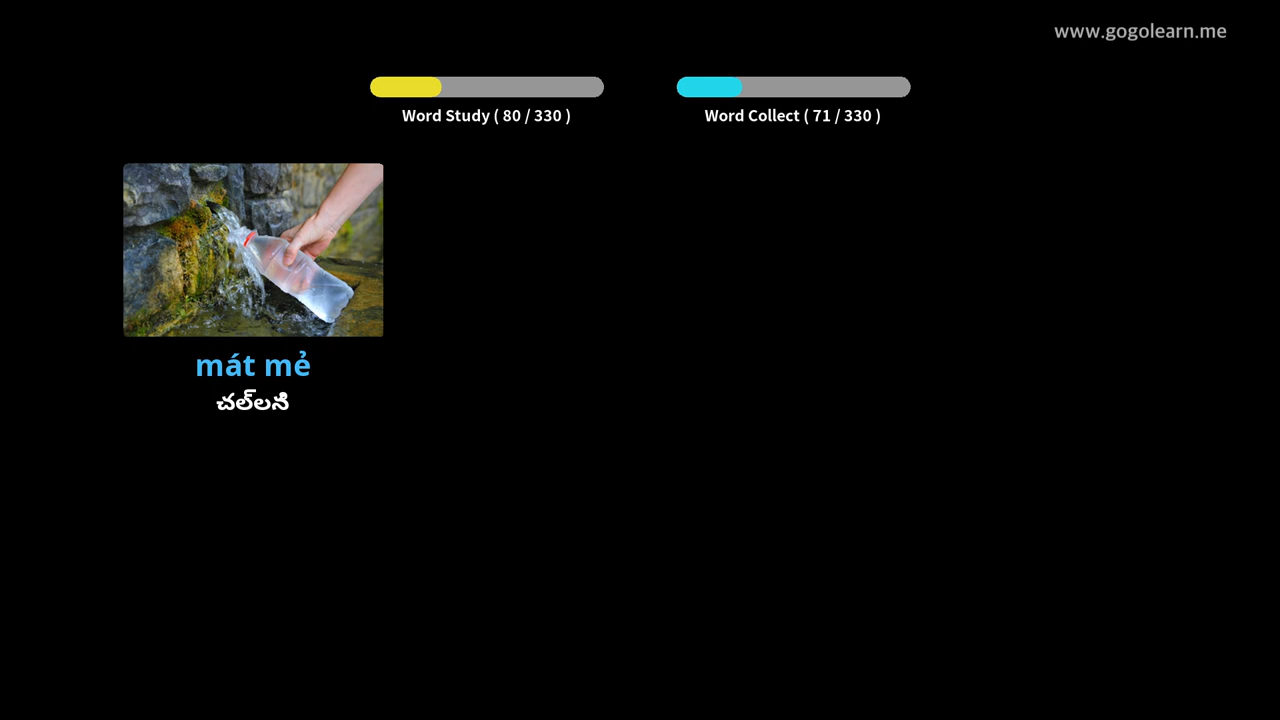 www.gogolearn.me
Word Study ( 80 / 330 )
Word Collect ( 71 / 330 )
mát mẻ
చల్‌లని